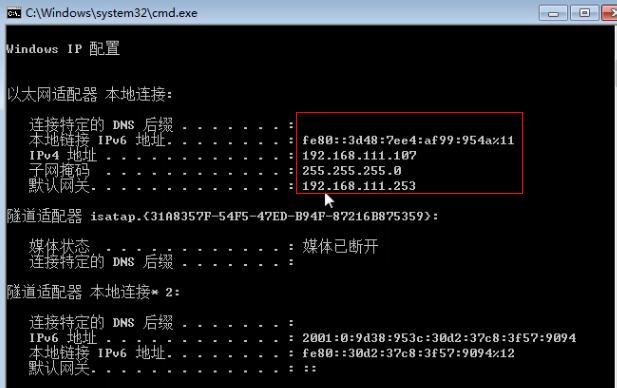 C:\Windows\system32\cmd.exe
Windows IP 配置
以太网适配器 本地连接:
连接特定的 DNS 后缀 . . . . . . . :
本地链接 IPv6 地址. . . . . . . . : fe80::3d48:7ee4:af99:954a%11
IPv4 地址 . . . . . . . . . . . . : 192.168.111.107
子网掩码 . . . . . . . . . . . . : 255.255.255.0
默认网关. . . . . . . . . . . . . : 192.168.111.253
隧道适配器 isatap.{31A8357F-54F5-47ED-B94F-87216B875359}:
媒体状态 . . . . . . . . . . . . : 媒体已断开
连接特定的 DNS 后缀 . . . . . . . :
隧道适配器 本地连接* 2:
连接特定的 DNS 后缀 . . . . . . . :
IPv6 地址 . . . . . . . . . . . . : 2001:0:9d38:953c:30d2:37c8:3f57:9094
本地链接 IPv6 地址. . . . . . . . : fe80::30d2:37c8:3f57:9094%12
默认网关. . . . . . . . . . . . . : ::